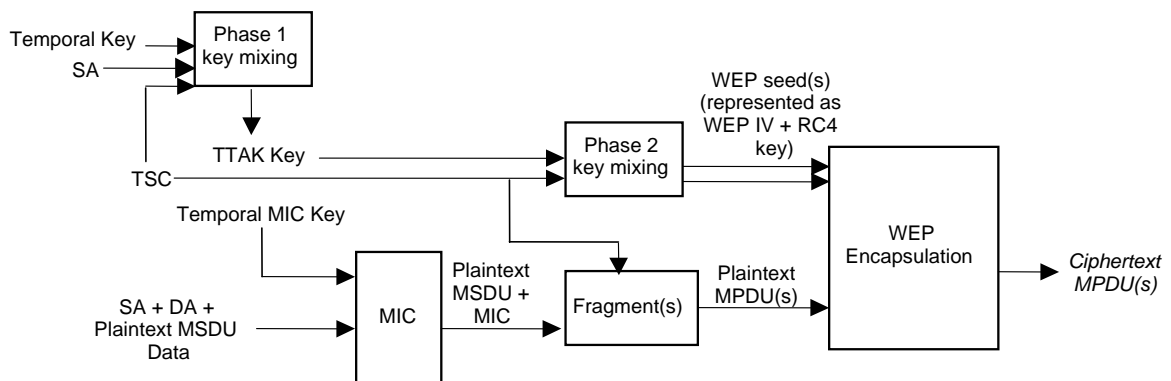 Temporal Key
SA
Phase 1
key mixing
TTAK Key
TSC
Phase 2
key mixing
WEP seed(s)
(represented as
WEP IV + RC4
key)
WEP
Encapsulation
Ciphertext
MPDU(s)
Temporal MIC Key
SA + DA +
Plaintext MSDU
Data
MIC
Plaintext
MSDU +
MIC
Fragment(s)
Plaintext
MPDU(s)